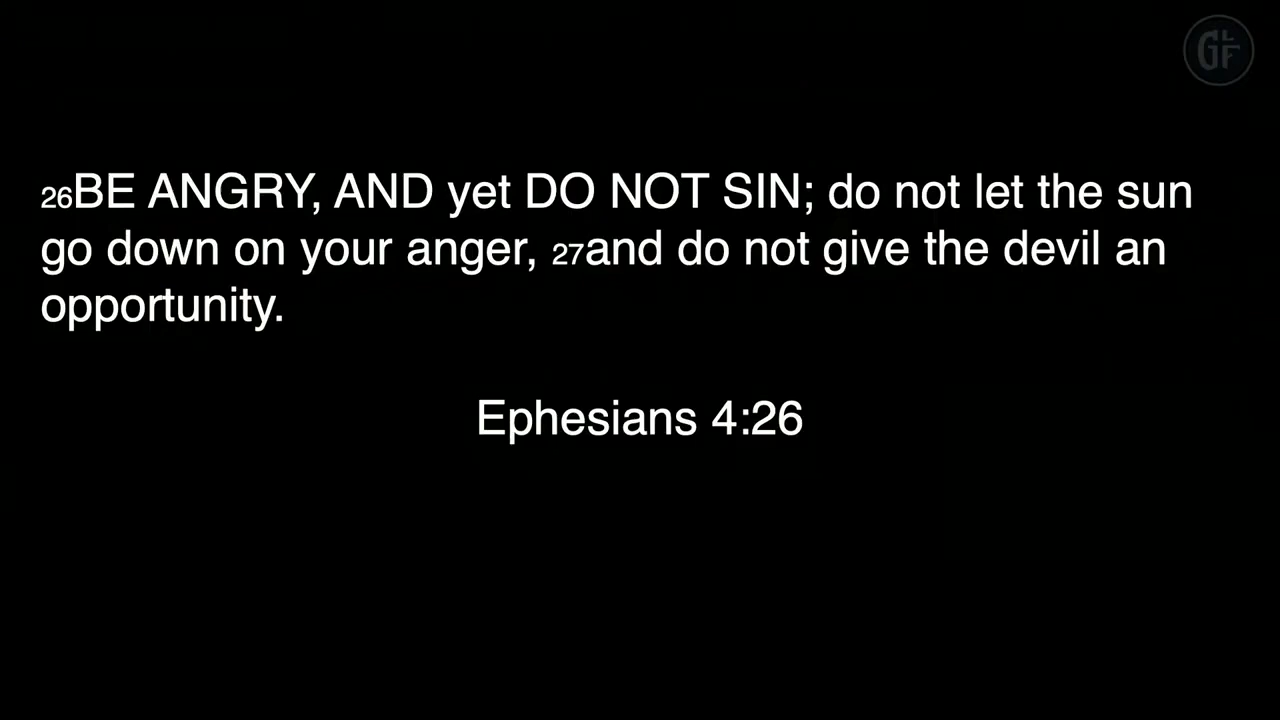 26BE ANGRY, AND yet DO NOT SIN; do not let the sun
go down on your anger, 27and do not give the devil an
opportunity.
Ephesians 4:26